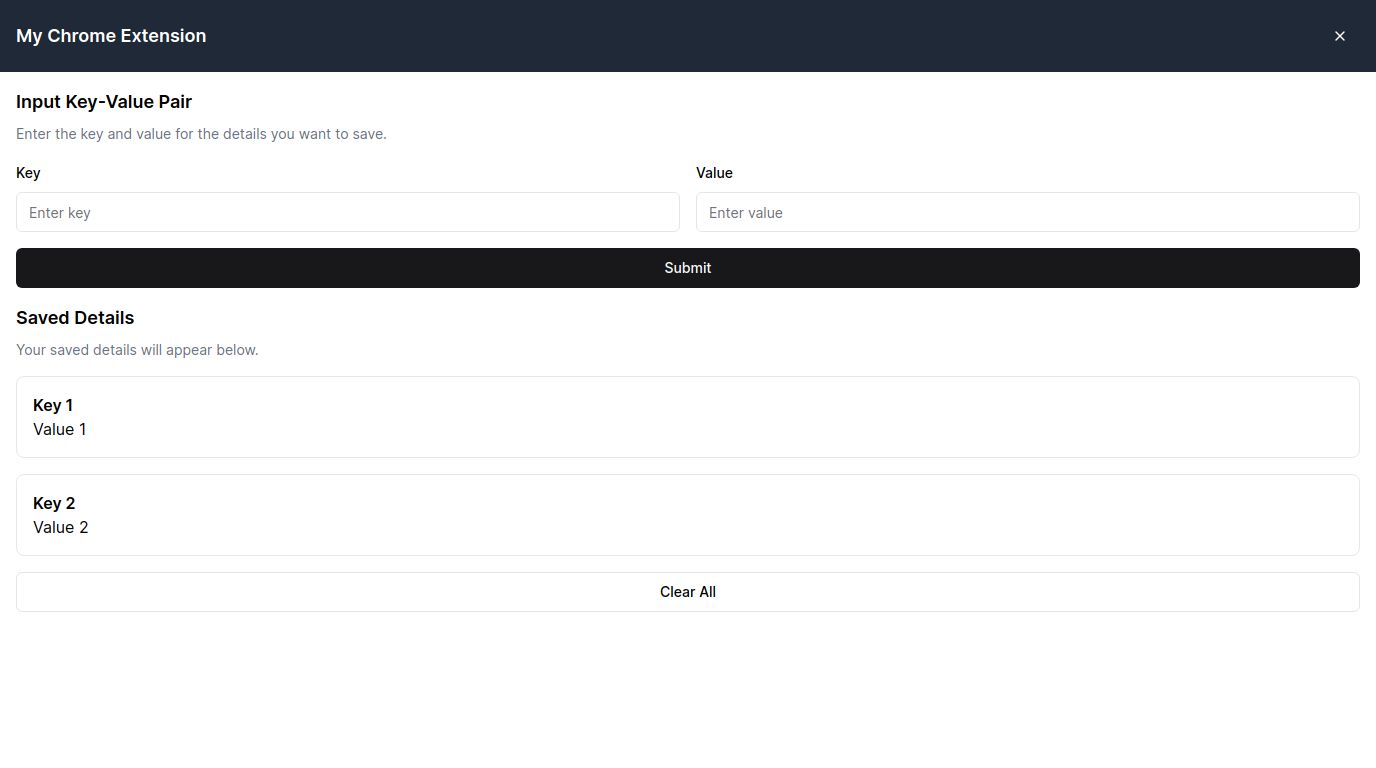 My Chrome Extension
Input Key-Value Pair
Enter the key and value for the details you want to save.
Key
Value
Enter key
Enter value
Submit
Saved Details
Your saved details will appear below.
Key 1
Value 1
Key 2
Value 2
Clear All